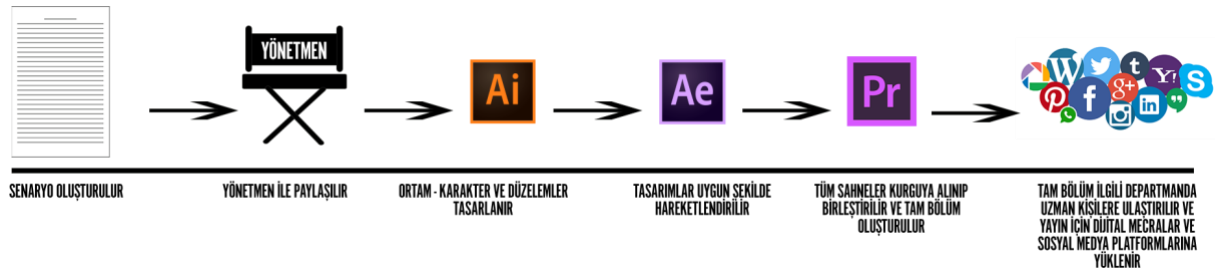 YÖNETMEN
Ai
Ae
Pr
W
t
Y!
S
P
f
g+
in
SENARYO OLUŞTURULUR
YÖNETMEN İLE PAYLAŞILIR
ORTAM - KARAKTER VE DÜZELEMLER
TASARLANIR
TASARIMLAR UYGUN ŞEKİLDE
HAREKETLENDİRİLİR
TÜM SAHNELER KURGUYA ALINIP
BİRLEŞTİRİLİR VE TAM BÖLÜM
OLUŞTURULUR
TAM BÖLÜM İLGİLİ DEPARTMANDA
UZMAN KİŞİLERE ULAŞTIRILIR VE
YAYIN İÇİN DİJİTAL MECRALAR VE
SOSYAL MEDYA PLATFORMLARINA
YÜKLENİR